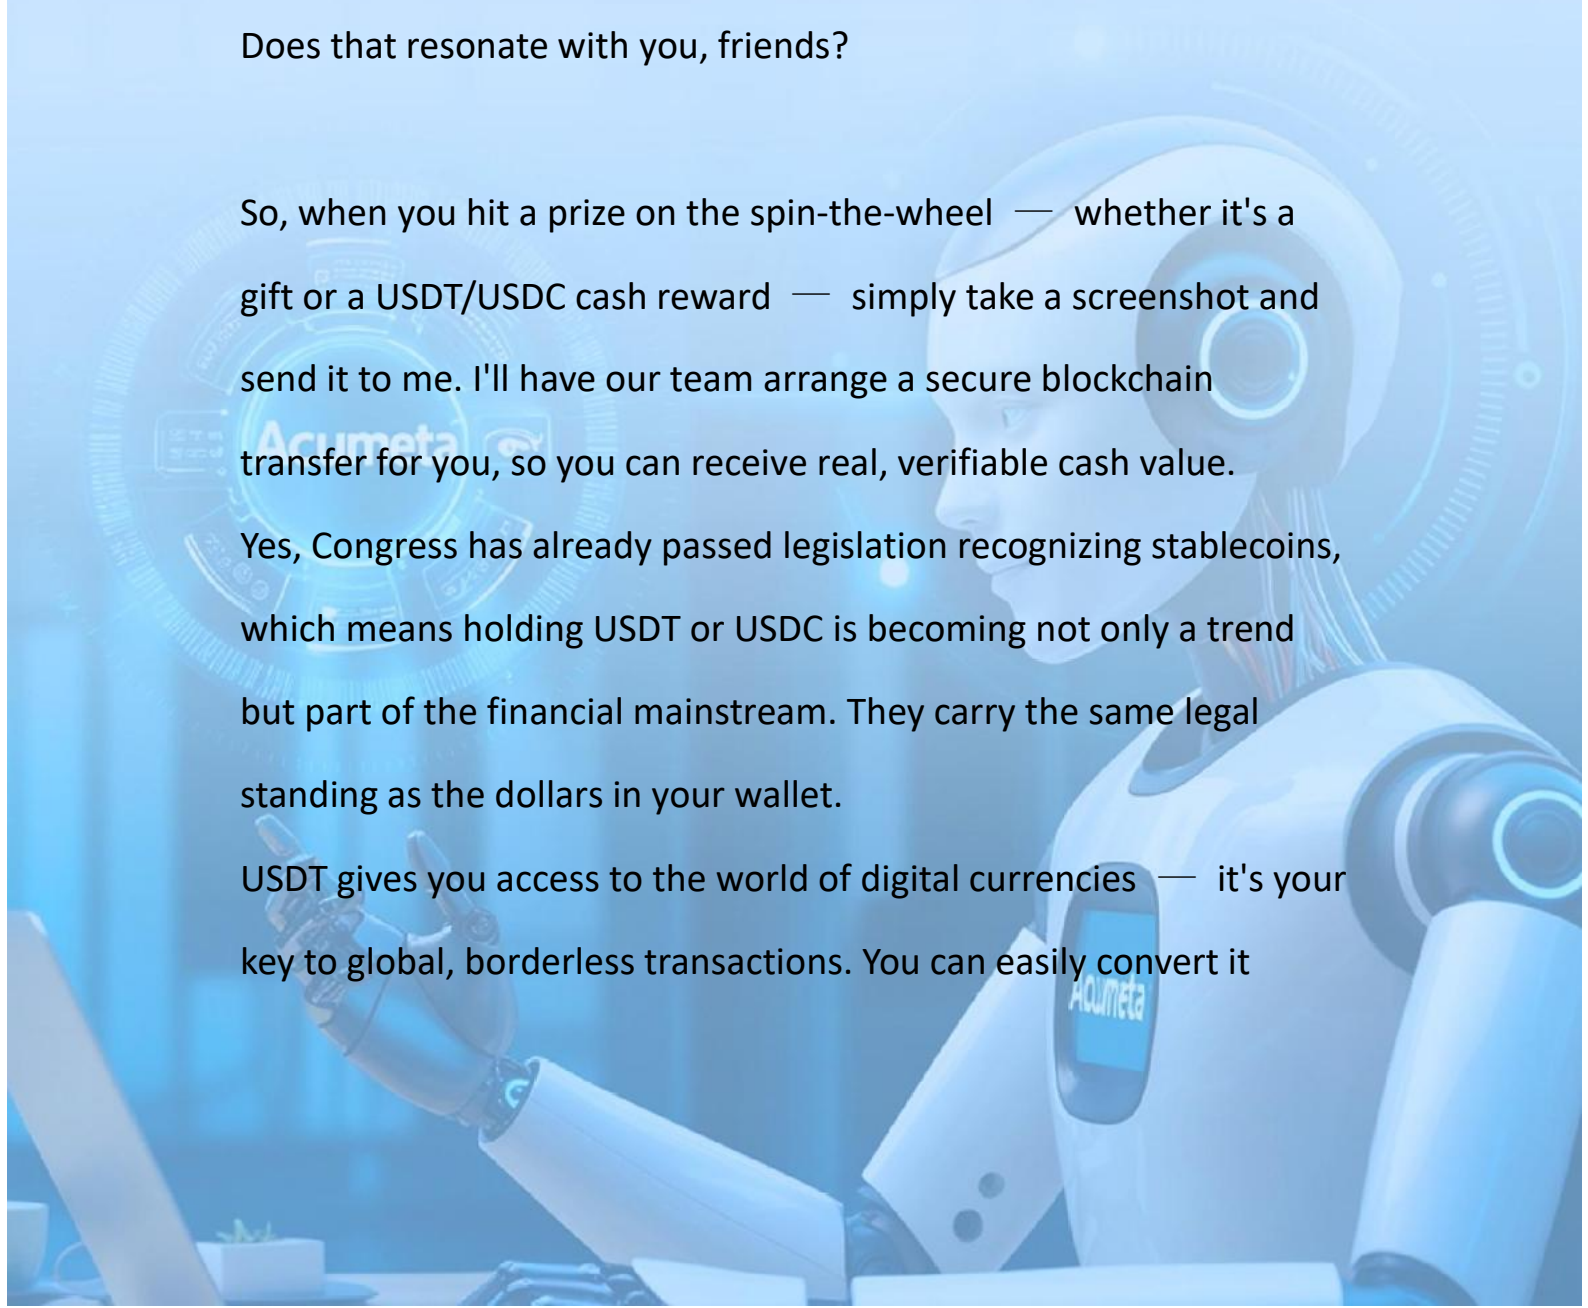 Does that resonate with you, friends?
So, when you hit a prize on the spin-the-wheel — whether it's a
gift or a USDT/USDC cash reward — simply take a screenshot and
send it to me. I'll have our team arrange a secure blockchain
Acumeta
transfer for you, so you can receive real, verifiable cash value.
Yes, Congress has already passed legislation recognizing stablecoins,
which means holding USDT or USDC is becoming not only a trend
but part of the financial mainstream. They carry the same legal
standing as the dollars in your wallet.
USDT gives you access to the world of digital currencies — it's your
key to global, borderless transactions. You can easily convert it
Acumeta